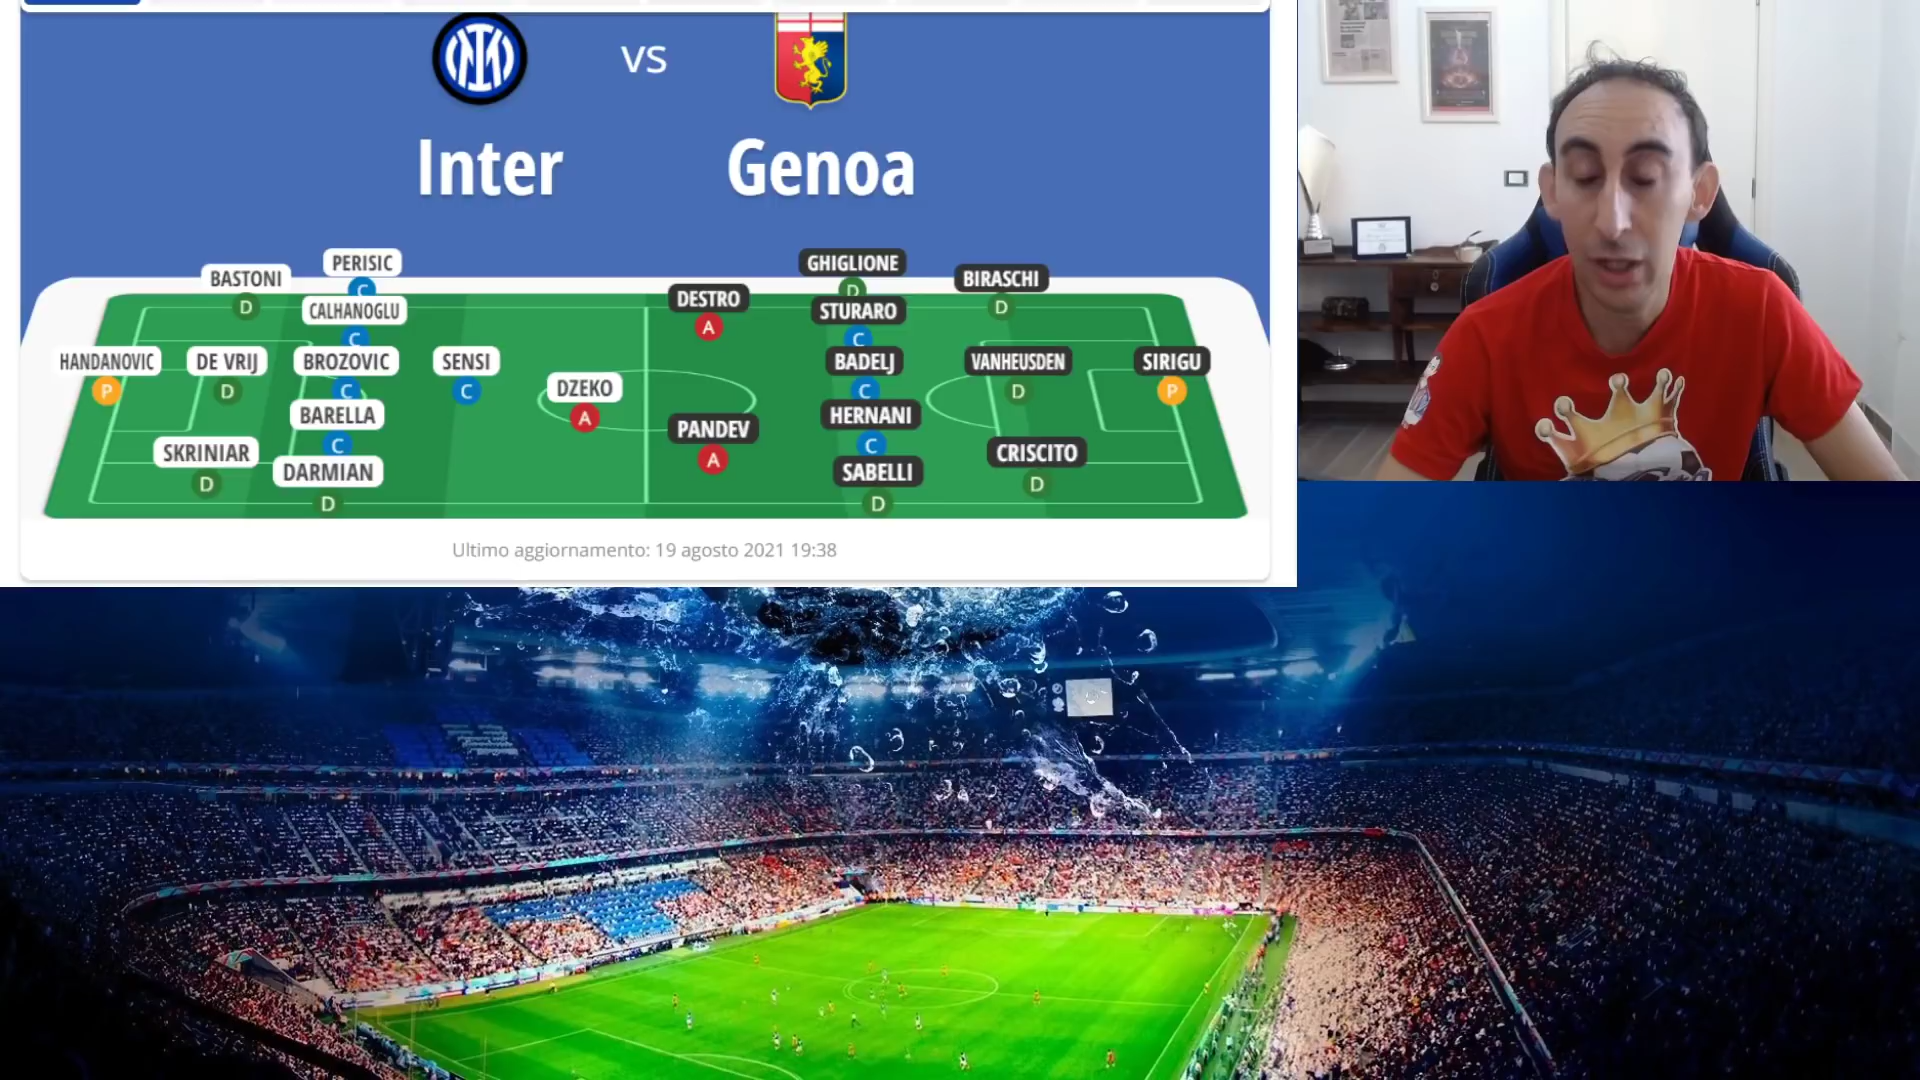 VS
Inter
Genoa
PERISIC
GHIGLIONE
BASTONI
BIRASCHI
C
D
DESTRO
D
CALHANOGLU
STURARO
D
A
C
C
HANDANOVIC
DE VRIJ
BROZOVIC
SENSI
BADELJ
VANHEUSDEN
SIRIGU
DZEKO
P
D
C
C
C
D
P
BARELLA
A
HERNANI
PANDEV
C
C
SKRINIAR
CRISCITO
A
DARMIAN
SABELLI
D
D
D
D
Ultimo aggiornamento: 19 agosto 2021 19:38